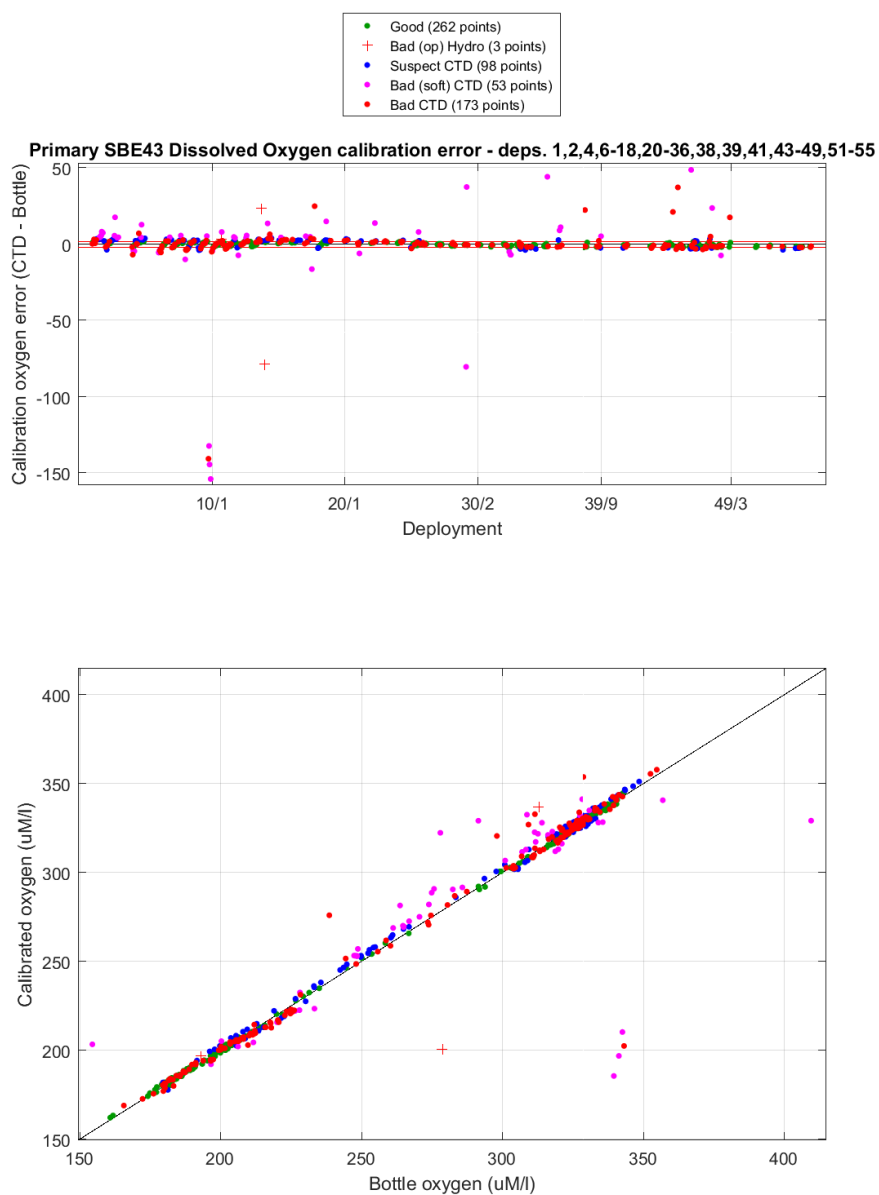 Good (262 points)
Bad (op) Hydro (3 points)
Suspect CTD (98 points)
Bad (soft) CTD (53 points)
Bad CTD (173 points)
Primary SBE43 Dissolved Oxygen calibration error - deps. 1,2,4,6-18,20-36,38,39,41,43-49,51-55
Calibration oxygen error (CTD - Bottle)
50
0
-50
-100
-150
10/1 20/1 30/2 39/9 49/3
Deployment
Calibrated oxygen (uM/l)
400
350
300
250
200
150
150 200 250 300 350 400
Bottle oxygen (uM/l)